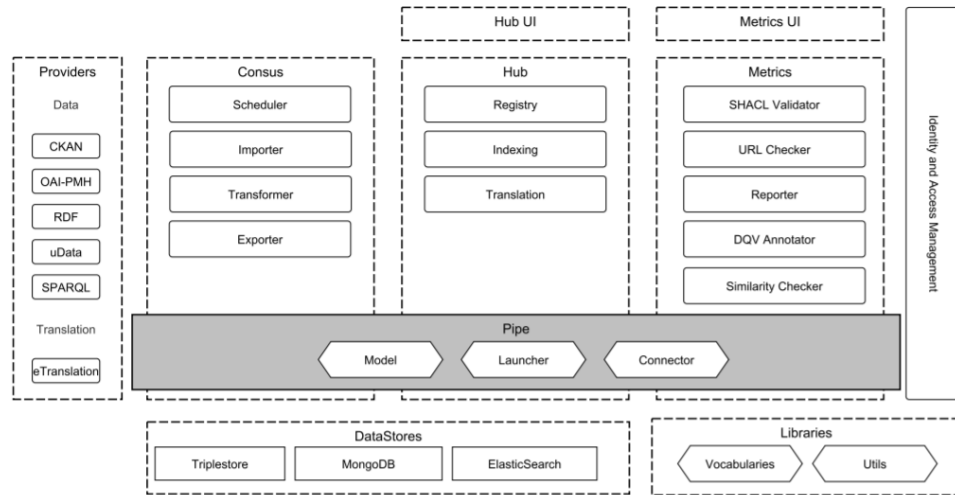 Hub UI
Metrics UI
Providers
Data
CKAN
OAI-PMH
RDF
uData
SPARQL
Translation
eTranslation
Consus
Scheduler
Importer
Transformer
Exporter
Hub
Registry
Indexing
Translation
Metrics
SHACL Validator
URL Checker
Reporter
DQV Annotator
Similarity Checker
Identity and Access Management
Pipe
Model
Launcher
Connector
DataStores
Triplestore
MongoDB
ElasticSearch
Libraries
Vocabularies
Utils